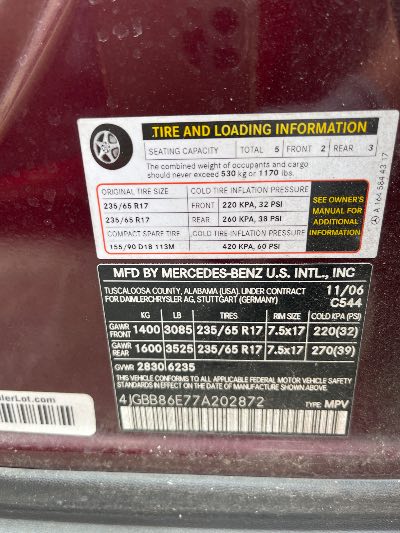 TIRE AND LOADING INFORMATION
SEATING CAPACITY TOTAL 5 FRONT 2 REAR 3
The combined weight of occupants and cargo
should never exceed 530 kg or 1170 lbs.
ORIGINAL TIRE SIZE COLD TIRE INFLATION PRESSURE
235/65 R17 FRONT 220 KPA, 32 PSI
235/65 R17 REAR 260 KPA, 38 PSI
COMPACT SPARE TIRE COLD TIRE INFLATION PRESSURE
155/90 D18 113M 420 KPA, 60 PSI
SEE OWNER'S
MANUAL FOR
ADDITIONAL
INFORMATION
A 164 584 43 17
MFD BY MERCEDES-BENZ U.S. INTL., INC
TUSCALOOSA COUNTY, ALABAMA (USA), UNDER CONTRACT 11/06
FOR DAIMLERCHRYSLER AG, STUTTGART (GERMANY) C544
KG LB TIRES RIM SIZE COLD KPA(PSI)
GAWR FRONT 1400 3085 235/65 R17 7.5x17 220(32)
GAWR REAR 1600 3525 235/65 R17 7.5x17 270(39)
GVWR 2830 6235
THIS VEHICLE CONFORMS TO ALL APPLICABLE FEDERAL MOTOR VEHICLE SAFETY
STANDARDS IN EFFECT ON THE DATE OF MANUFACTURE SHOWN ABOVE.
4JGBB86E77A202872 TYPE: MPV
alerLot.com